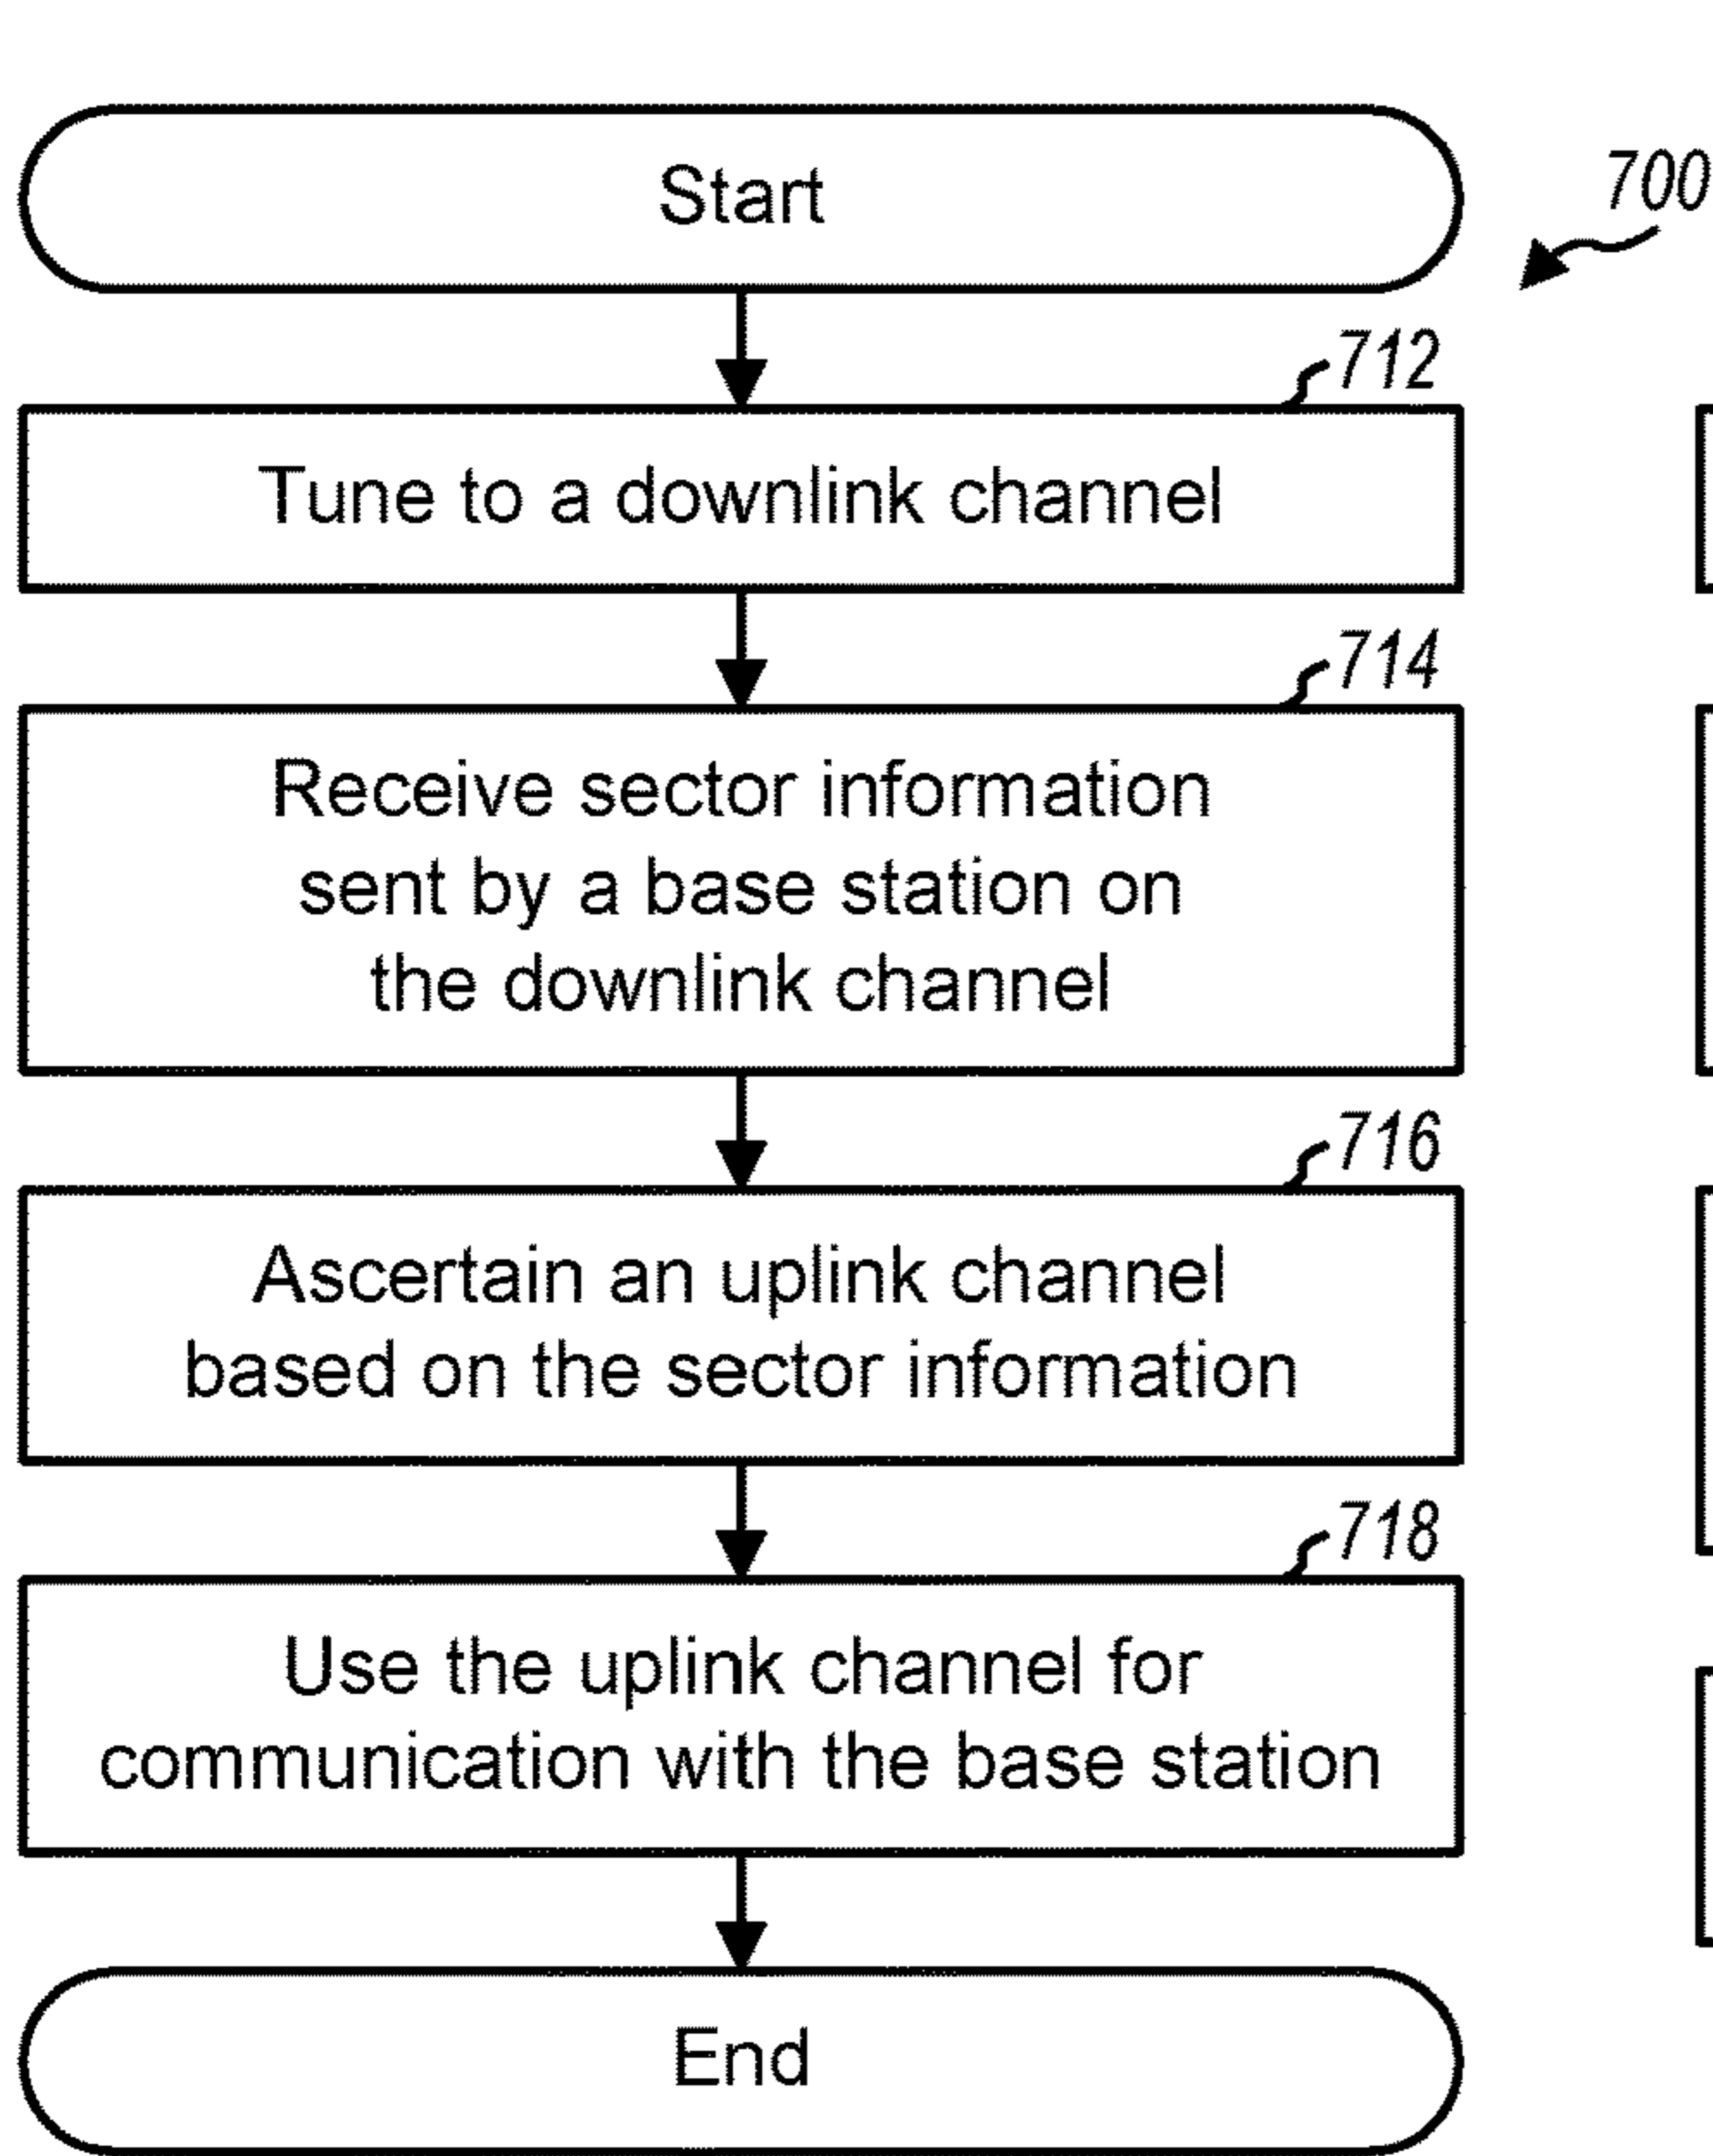 Start
700
712
Tune to a downlink channel
714
Receive sector information
sent by a base station on
the downlink channel
716
Ascertain an uplink channel
based on the sector information
718
Use the uplink channel for
communication with the base station
End